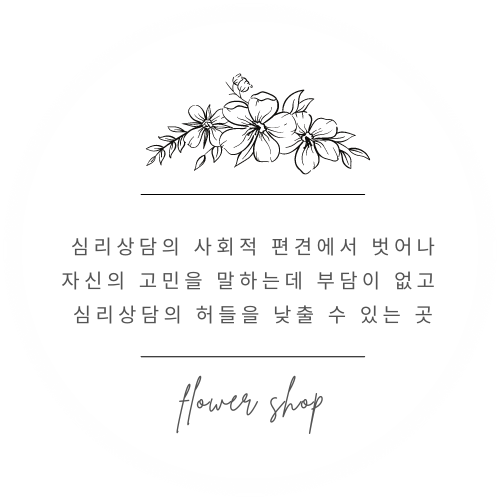 심리상담의 사회적 편견에서 벗어나
자신의 고민을 말하는데 부담이 없고
심리상담의 허들을 낮출 수 있는 곳
flower shop